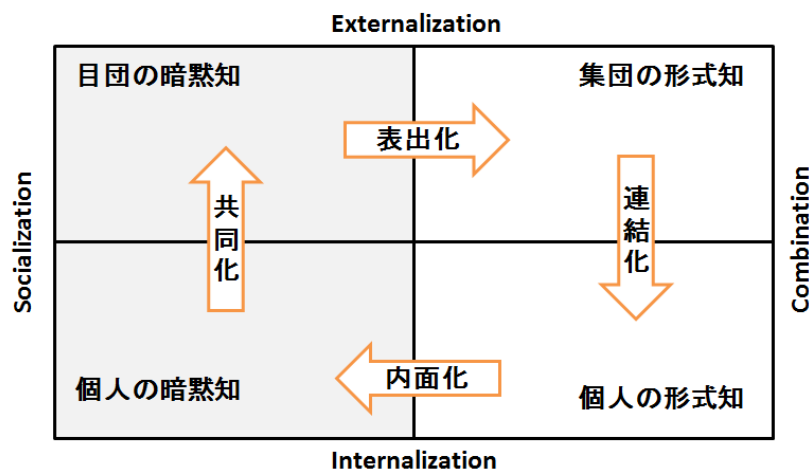 Externalization
目団の暗黙知
集団の形式知
表出化
Socialization
共同化
連結化
Combination
個人の暗黙知
内面化
個人の形式知
Internalization